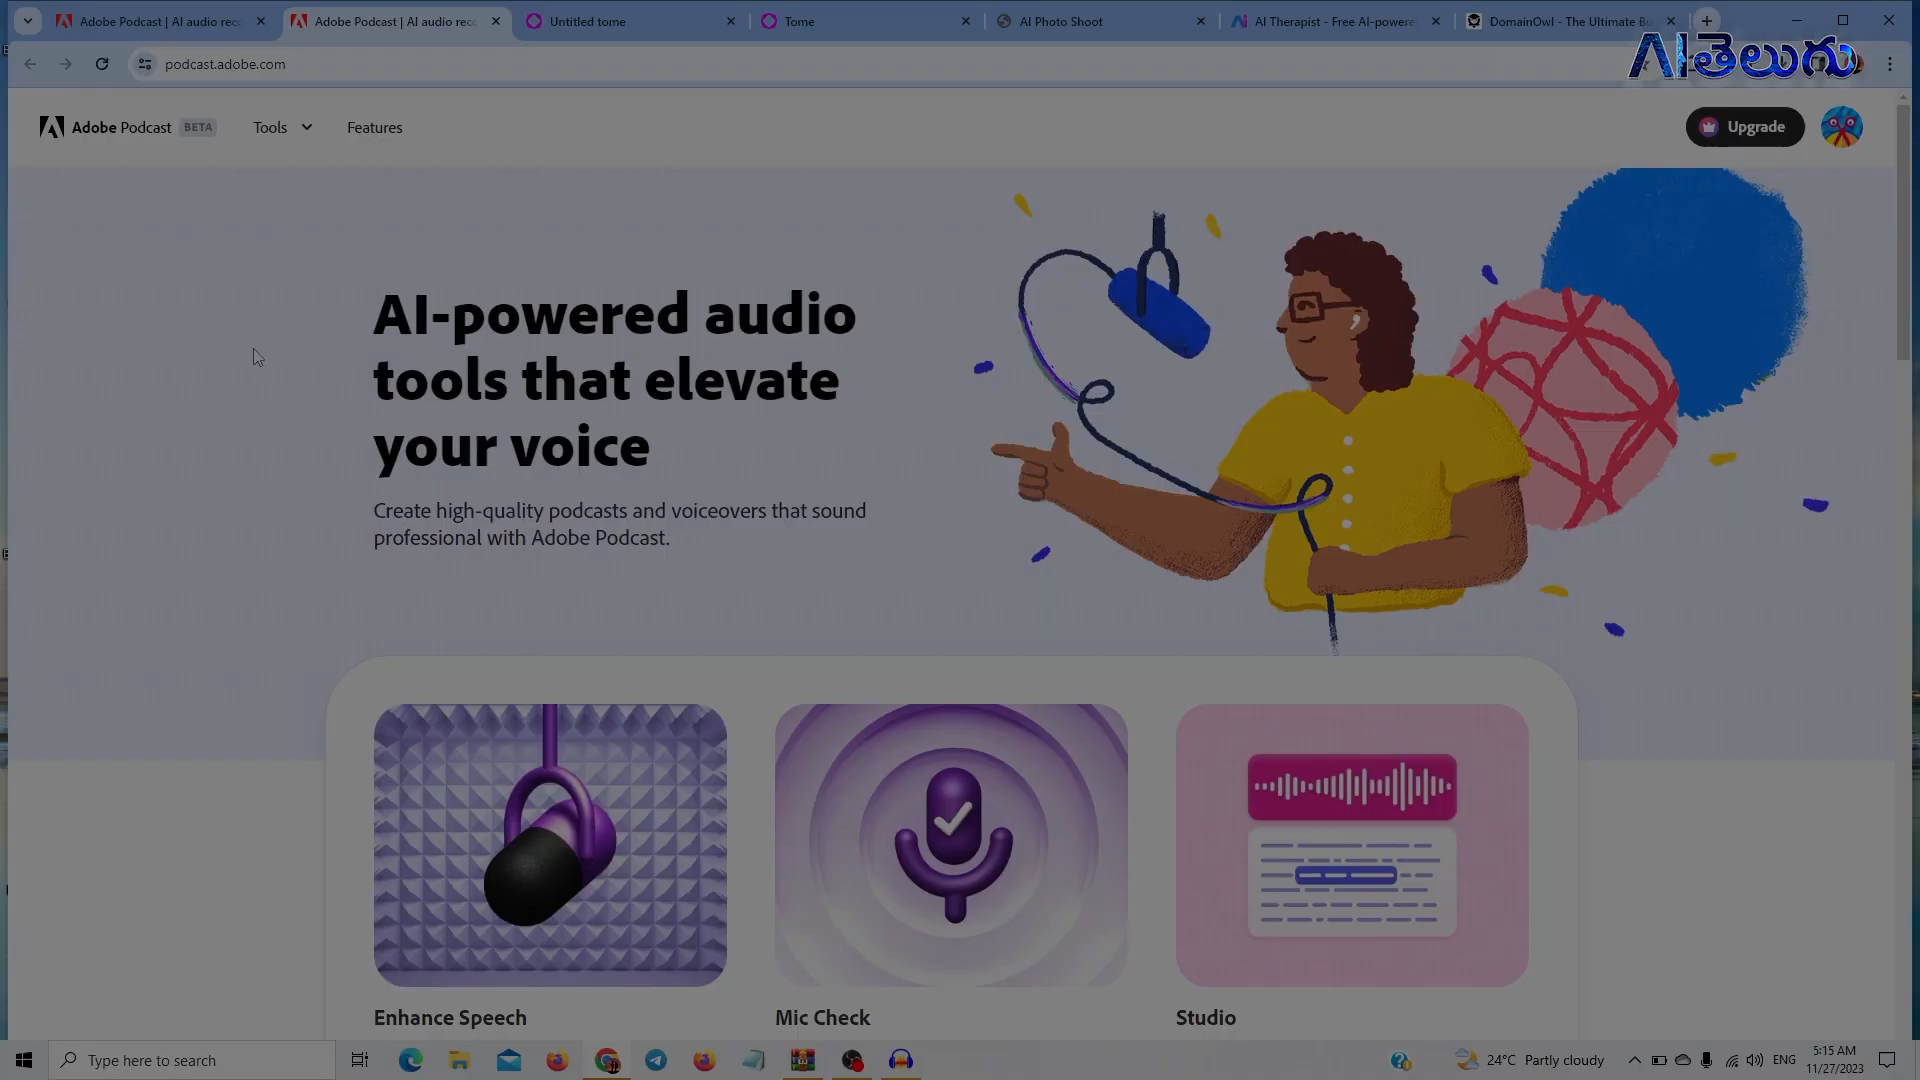 Adobe Podcast | AI audio reco
Adobe Podcast | AI audio reco
Untitled tome
Tome
AI Photo Shoot
AI Therapist - Free AI-powere
DomainOwl - The Ultimate Bu
podcast.adobe.com
AIతెలుగు
Adobe Podcast BETA
Tools
Features
Upgrade
AI-powered audio
tools that elevate
your voice
Create high-quality podcasts and voiceovers that sound
professional with Adobe Podcast.
Enhance Speech
Mic Check
Studio
Type here to search
24°C Partly cloudy
ENG
5:15 AM
11/27/2023